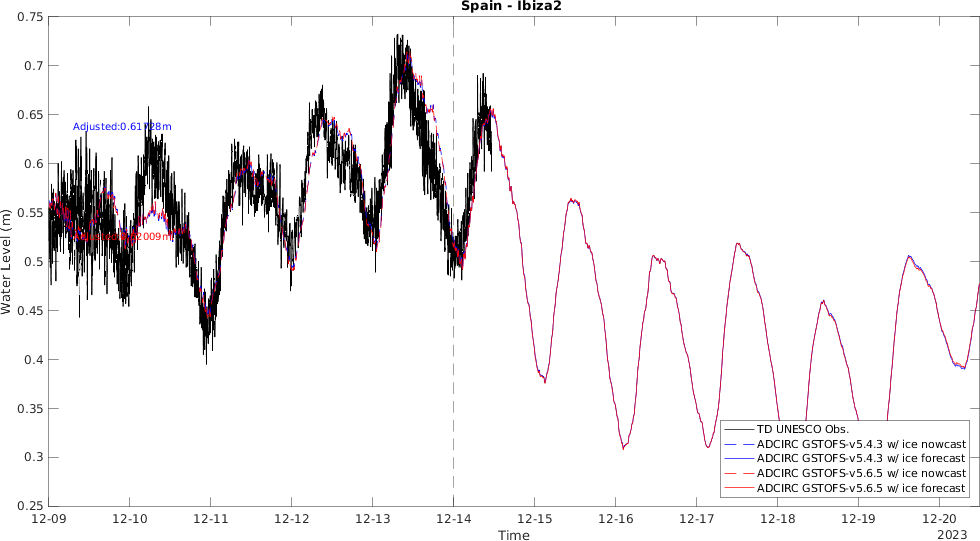 Spain - Ibiza2
0.75
0.7
0.65
0.6
0.55
0.5
0.45
0.4
0.35
0.3
0.25
Water Level (m)
Adjusted:0.61728m
TD UNESCO Obs.
ADCIRC GSTOFS-v5.4.3 w/ ice nowcast
ADCIRC GSTOFS-v5.4.3 w/ ice forecast
ADCIRC GSTOFS-v5.6.5 w/ ice nowcast
ADCIRC GSTOFS-v5.6.5 w/ ice forecast
12-09 12-10 12-11 12-12 12-13 12-14 12-15 12-16 12-17 12-18 12-19 12-20
Time
2023